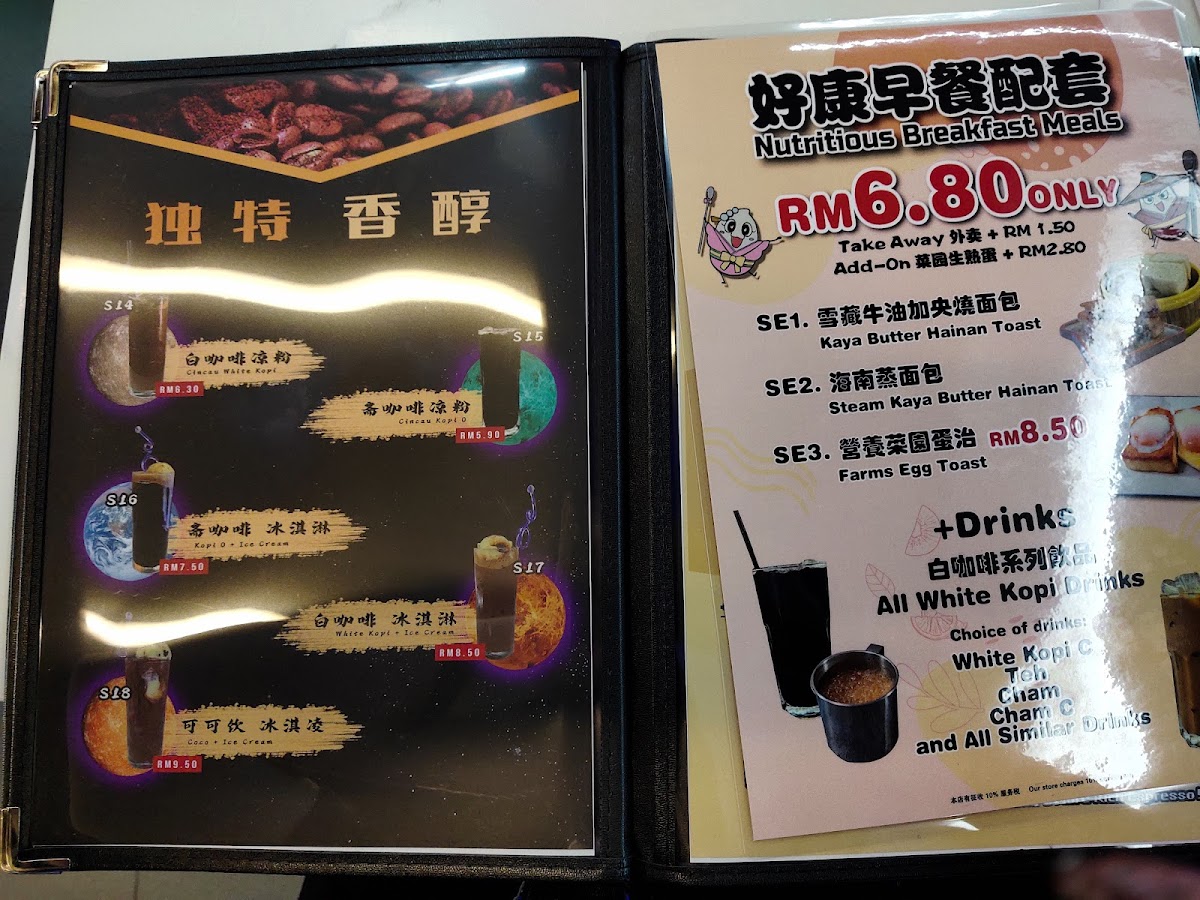 独特 香醇
S14
白咖啡凉粉
Cincau White Kopi
RM6.30
S15
斋咖啡凉粉
Cincau Kopi O
RM5.90
S16
斋咖啡 冰淇淋
Kopi O + Ice Cream
RM7.50
S17
白咖啡 冰淇淋
White Kopi + Ice Cream
RM8.50
S18
可可饮 冰淇凌
Coco + Ice Cream
RM9.50
好康早餐配套
Nutritious Breakfast Meals
RM6.80 ONLY
Take Away 外卖 + RM 1.50
Add-On 菜园生熟蛋 + RM2.80
SE1. 雪藏牛油加央燒面包
Kaya Butter Hainan Toast
SE2. 海南蒸面包
Steam Kaya Butter Hainan Toast
SE3. 營養菜園蛋治 RM8.50
Farms Egg Toast
+Drinks
白咖啡系列飲品
All White Kopi Drinks
Choice of drinks:
White Kopi C
Teh
Cham
Cham C
and All Similar Drinks
本店有征收 10% 服务税 Our store charges